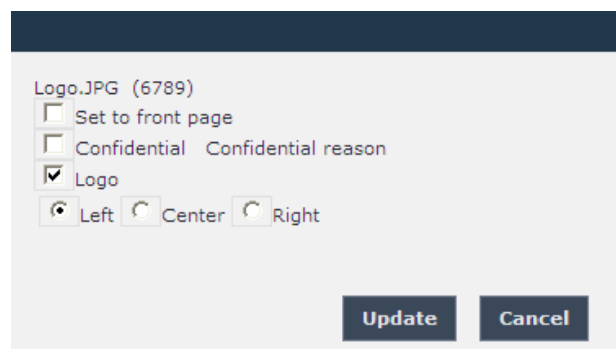 Logo.JPG (6789)
Set to front page
Confidential Confidential reason
Logo
Left Center Right
Update Cancel